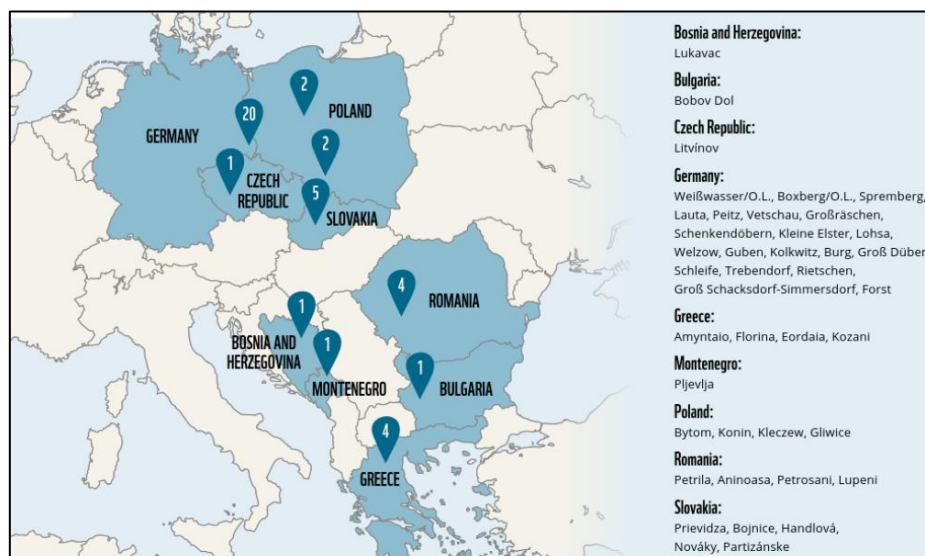 2
POLAND
20
GERMANY
2
1
CZECH
REPUBLIC
5
SLOVAKIA
4
ROMANIA
1
BOSNIA AND
HERZEGOVINA
1
MONTENEGRO
1
BULGARIA
4
GREECE
Bosnia and Herzegovina:
Lukavac
Bulgaria:
Bobov Dol
Czech Republic:
Litvínov
Germany:
Weißwasser/O.L., Boxberg/O.L., Spremberg,
Lauta, Peitz, Vetschau, Großräschen,
Schenkendöbern, Kleine Elster, Lohsa,
Welzow, Guben, Kolkwitz, Burg, Groß Düben
Schleife, Trebendorf, Rietschen,
Groß Schacksdorf-Simmersdorf, Forst
Greece:
Amyntaio, Florina, Eordaia, Kozani
Montenegro:
Pljevlja
Poland:
Bytom, Konin, Kleczew, Gliwice
Romania:
Petrila, Aninoasa, Petrosani, Lupeni
Slovakia:
Prievidza, Bojnice, Handlová,
Nováky, Partizánske